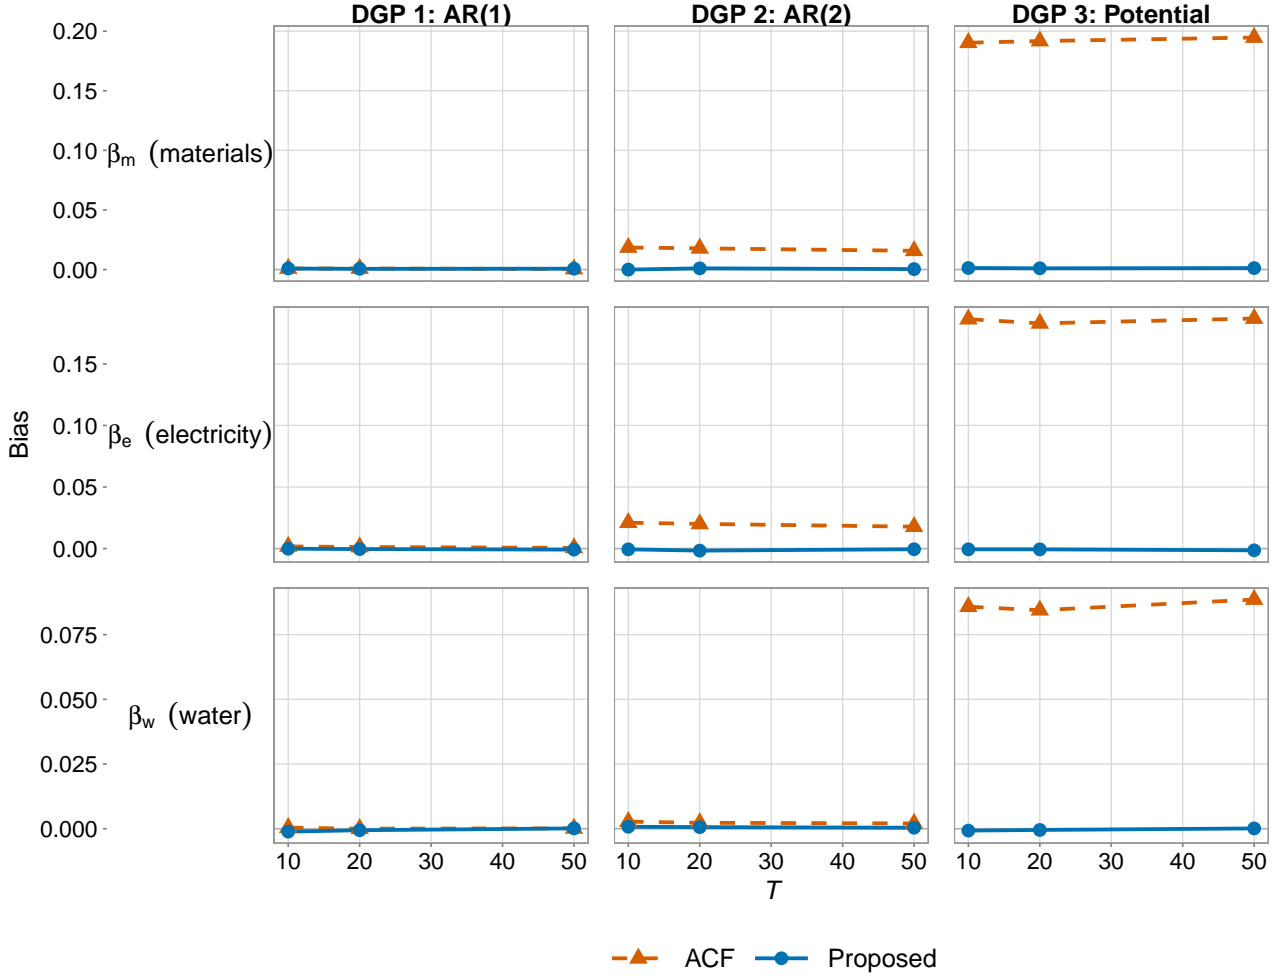 DGP 1: AR(1) DGP 2: AR(2) DGP 3: Potential
0.20
0.15
0.10
0.05
0.00
βm (materials)
0.15
0.10
0.05
0.00
βe (electricity)
Bias
0.075
0.050
0.025
0.000
βw (water)
10 20 30 40 50 10 20 30 40 50 10 20 30 40 50
T
ACF Proposed